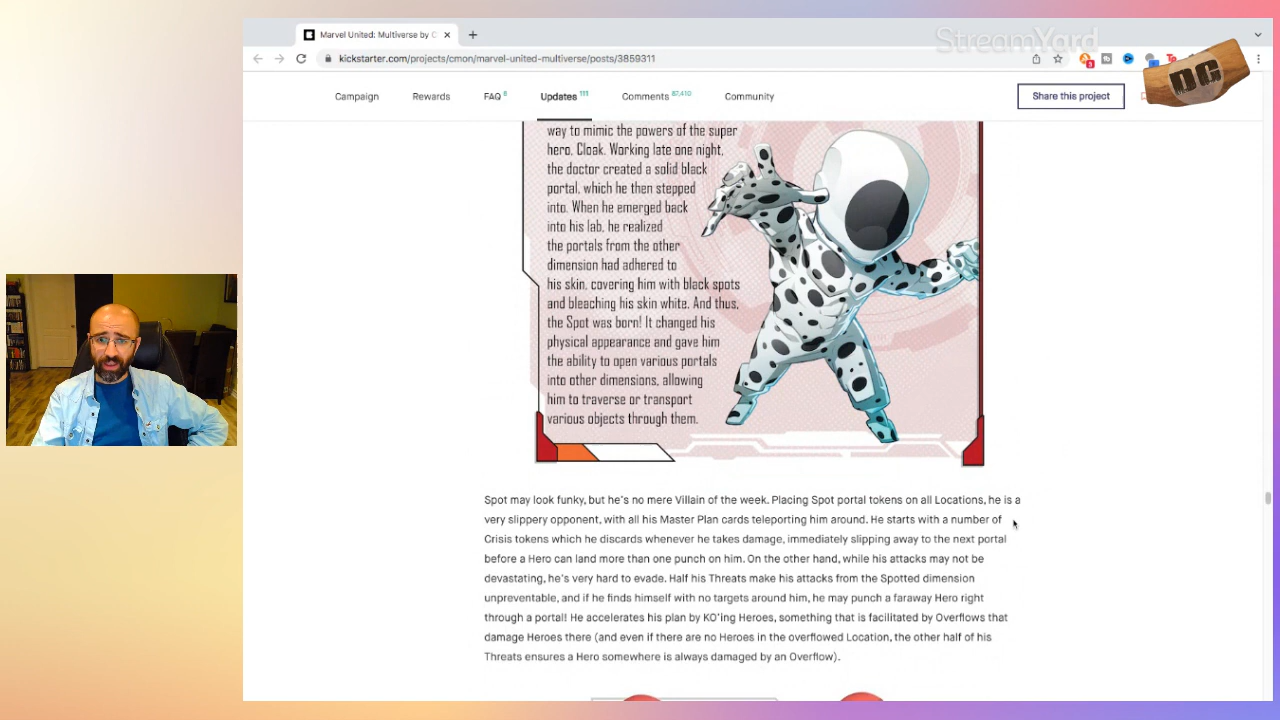 StreamYard
Marvel United: Multiverse by
kickstarter.com/projects/cmon/marvel-united-multiverse/posts/3859311
DG
Campaign Rewards FAQ 8 Updates 111 Comments 87,410 Community Share this project
way to mimic the powers of the super
hero, Cloak. Working late one night,
the doctor created a solid black
portal, which he then stepped
into. When he emerged back
into his lab, he realized
the portals from the other
dimension had adhered to
his skin, covering him with black spots
and bleaching his skin white. And thus,
the Spot was born! It changed his
physical appearance and gave him
the ability to open various portals
into other dimensions, allowing
him to traverse or transport
various objects through them.
Spot may look funky, but he's no mere Villain of the week. Placing Spot portal tokens on all Locations, he is a
very slippery opponent, with all his Master Plan cards teleporting him around. He starts with a number of
Crisis tokens which he discards whenever he takes damage, immediately slipping away to the next portal
before a Hero can land more than one punch on him. On the other hand, while his attacks may not be
devastating, he's very hard to evade. Half his Threats make his attacks from the Spotted dimension
unpreventable, and if he finds himself with no targets around him, he may punch a faraway Hero right
through a portal! He accelerates his plan by KO'ing Heroes, something that is facilitated by Overflows that
damage Heroes there (and even if there are no Heroes in the overflowed Location, the other half of his
Threats ensures a Hero somewhere is always damaged by an Overflow).